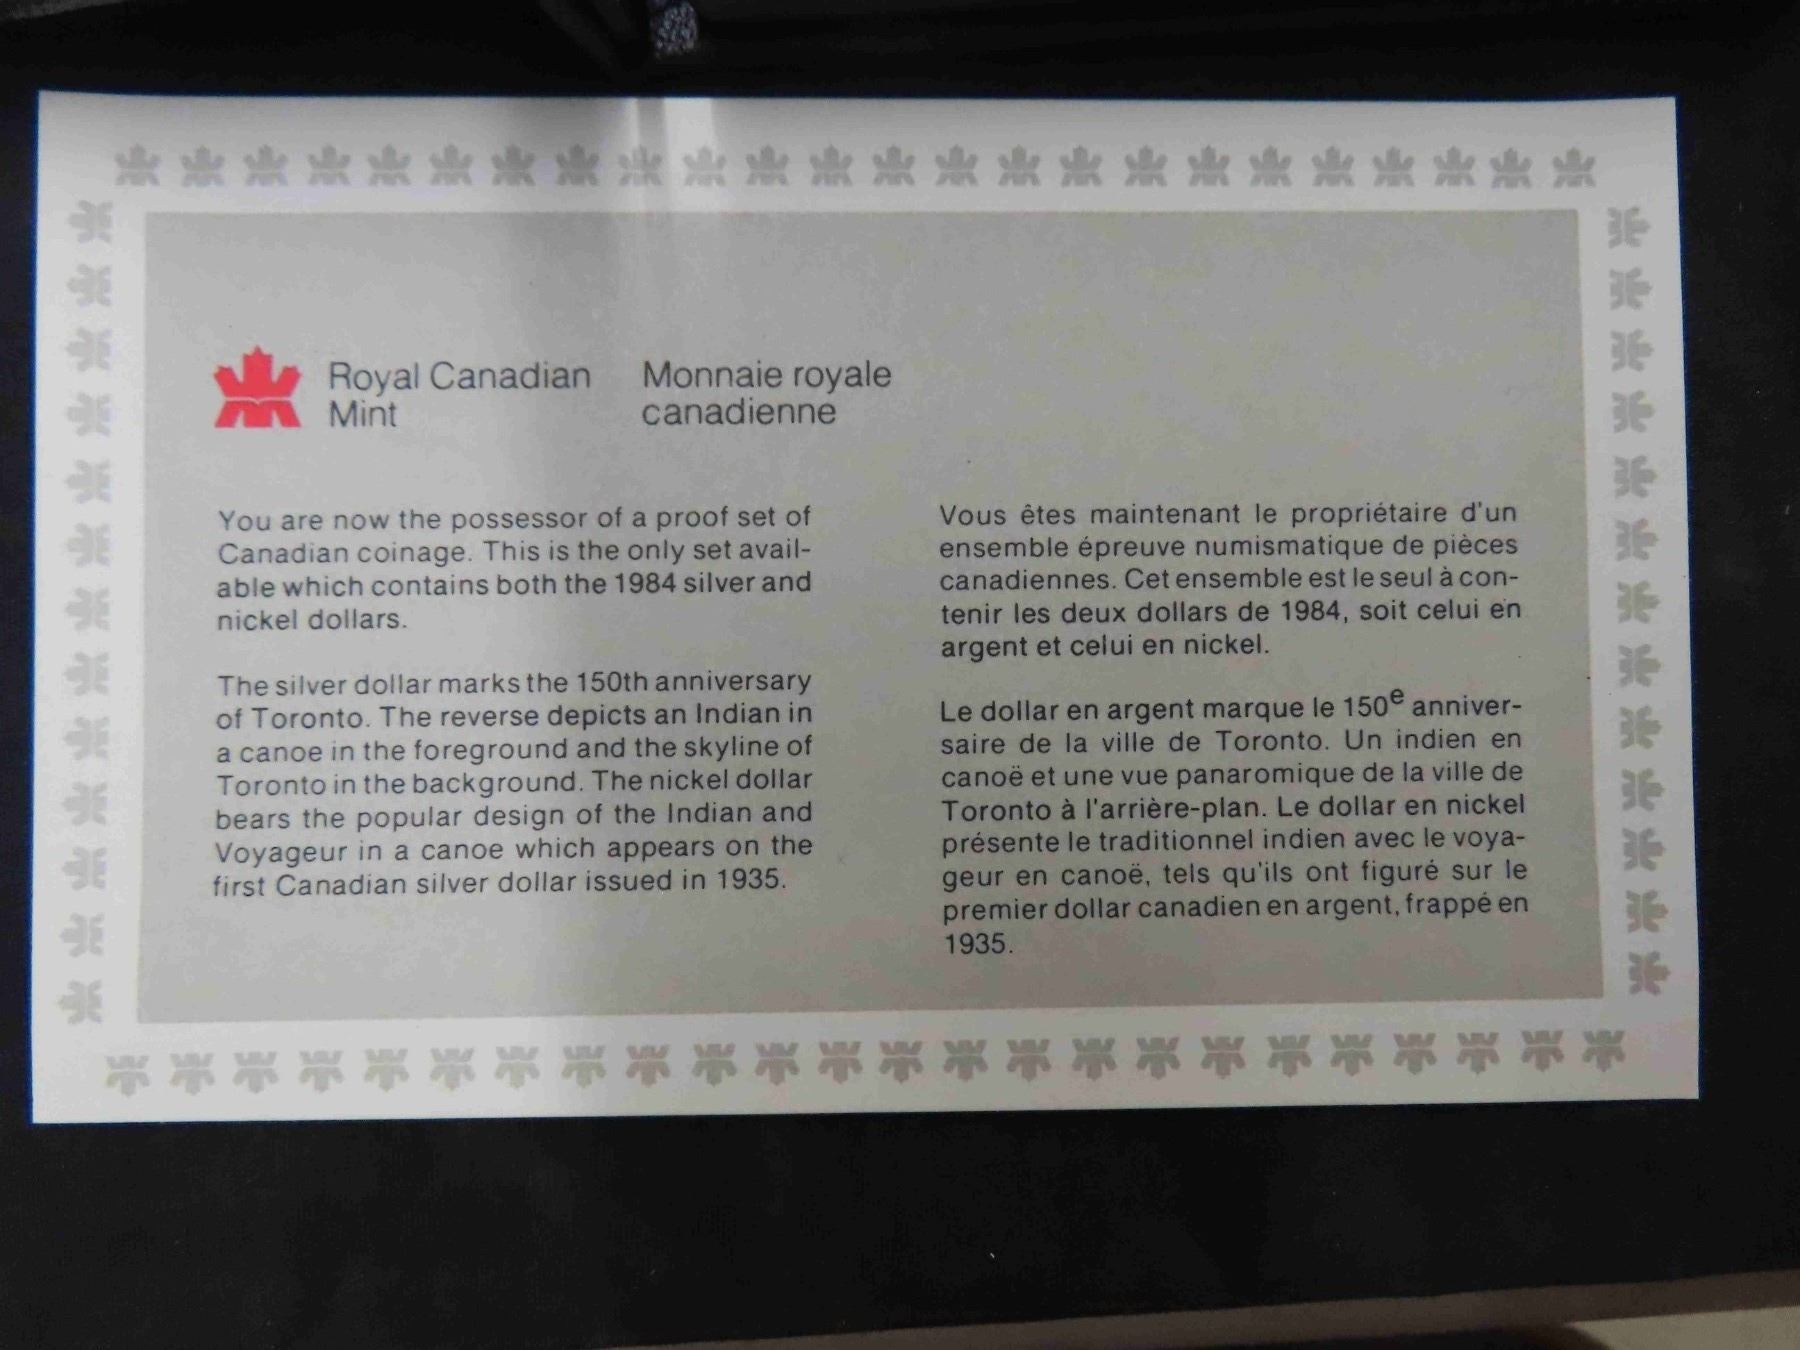 Royal Canadian
Mint
Monnaie royale
canadienne
You are now the possessor of a proof set of
Canadian coinage. This is the only set avail-
able which contains both the 1984 silver and
nickel dollars.
The silver dollar marks the 150th anniversary
of Toronto. The reverse depicts an Indian in
a canoe in the foreground and the skyline of
Toronto in the background. The nickel dollar
bears the popular design of the Indian and
Voyageur in a canoe which appears on the
first Canadian silver dollar issued in 1935.
Vous êtes maintenant le propriétaire d'un
ensemble épreuve numismatique de pièces
canadiennes. Cet ensemble est le seul à con-
tenir les deux dollars de 1984, soit celui en
argent et celui en nickel.
Le dollar en argent marque le 150e anniver-
saire de la ville de Toronto. Un indien en
canoë et une vue panaromique de la ville de
Toronto à l'arrière-plan. Le dollar en nickel
présente le traditionnel indien avec le voya-
geur en canoë, tels qu'ils ont figuré sur le
premier dollar canadien en argent, frappé en
1935.